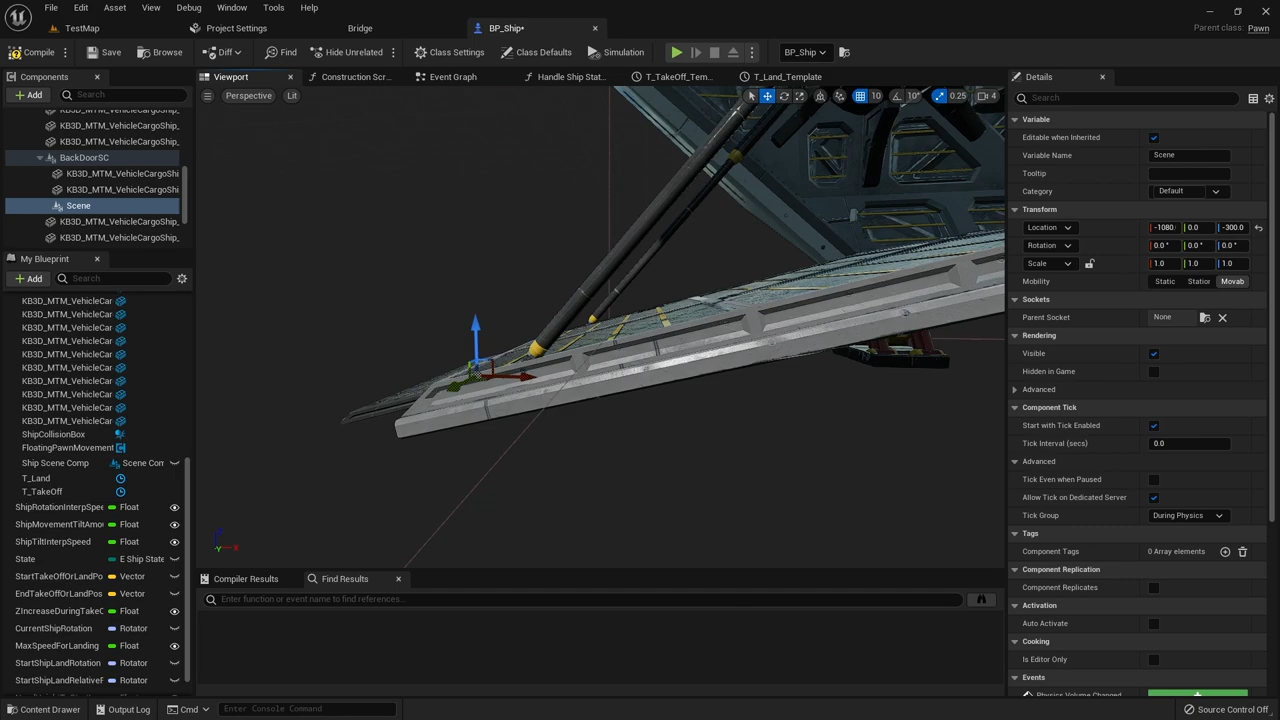 File Edit Asset View Debug Window Tools Help
TestMap Project Settings Bridge BP_Ship• Parent class: Pawn
Compile Save Browse Diff Find Hide Unrelated Class Settings Class Defaults Simulation BP_Ship
Components Viewport Construction Scr... Event Graph Handle Ship Stat... T_TakeOff_Tem... T_Land_Template Details
+ Add Search Perspective Lit 10 10° 0.25 4 Search
KB3D_MTM_VehicleCargoShip_
KB3D_MTM_VehicleCargoShip_
KB3D_MTM_VehicleCargoShip_
BackDoorSC
KB3D_MTM_VehicleCargoShi
KB3D_MTM_VehicleCargoShi
Scene
KB3D_MTM_VehicleCargoShip_
KB3D_MTM_VehicleCargoShip_
My Blueprint
+ Add Search
KB3D_MTM_VehicleCar
KB3D_MTM_VehicleCar
KB3D_MTM_VehicleCar
KB3D_MTM_VehicleCar
KB3D_MTM_VehicleCar
KB3D_MTM_VehicleCar
KB3D_MTM_VehicleCar
KB3D_MTM_VehicleCar
KB3D_MTM_VehicleCar
KB3D_MTM_VehicleCar
ShipCollisionBox
FloatingPawnMovement
Ship Scene Comp Scene Com
T_Land
T_TakeOff
ShipRotationInterpSpee Float
ShipMovementTiltAmou Float
ShipTiltInterpSpeed Float
State E Ship State
StartTakeOffOrLandPo Vector
EndTakeOffOrLandPos Vector
ZIncreaseDuringTakeC Float
CurrentShipRotation Rotator
MaxSpeedForLanding Float
StartShipLandRotation Rotator
StartShipLandRelativeF Rotator
Z Y X
Compiler Results Find Results
Enter function or event name to find references...
Variable
Editable when Inherited
Variable Name Scene
Tooltip
Category Default
Transform
Location -1080. 0.0 -300.0
Rotation 0.0 ° 0.0 ° 0.0 °
Scale 1.0 1.0 1.0
Mobility Static Station Movab
Sockets
Parent Socket None
Rendering
Visible
Hidden in Game
Advanced
Component Tick
Start with Tick Enabled
Tick Interval (secs) 0.0
Advanced
Tick Even when Paused
Allow Tick on Dedicated Server
Tick Group During Physics
Tags
Component Tags 0 Array elements
Component Replication
Component Replicates
Activation
Auto Activate
Cooking
Is Editor Only
Events
Physics Volume Changed
Content Drawer Output Log Cmd Enter Console Command Source Control Off